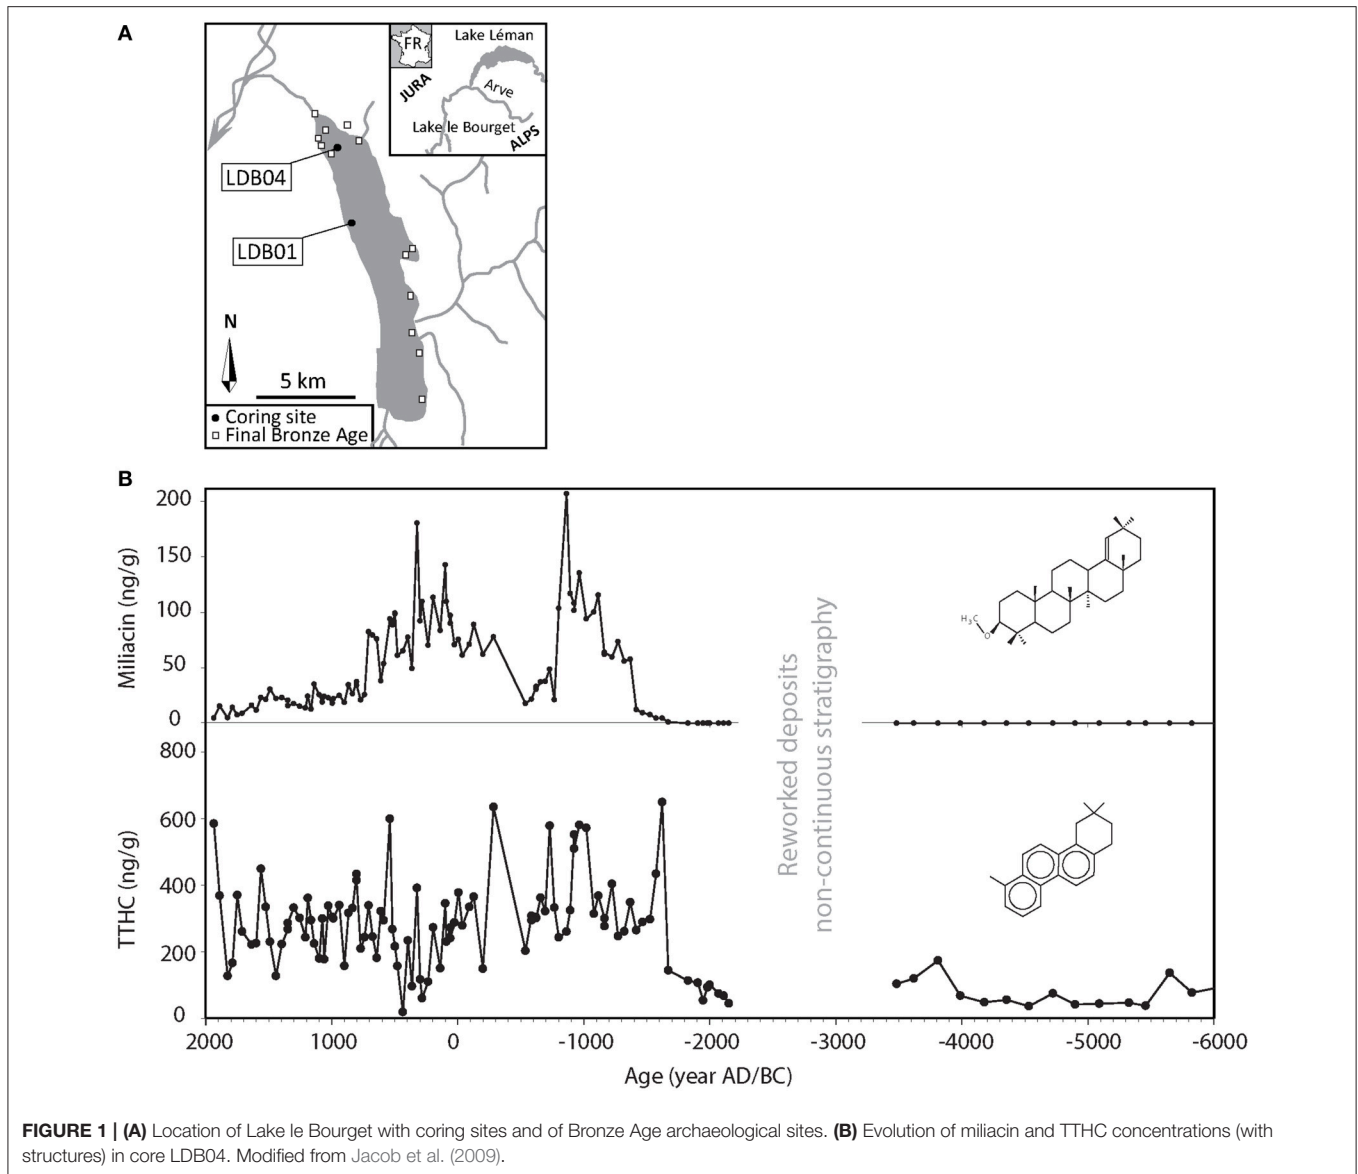 A
FR
Lake Léman
JURA
Arve
Lake le Bourget
ALPS
LDB04
LDB01
N
5 km
Coring site
Final Bronze Age
B
200
150
100
50
0
Miliacin (ng/g)
H3C
O
Reworked deposits
non-continuous stratigraphy
800
600
400
200
0
TTHC (ng/g)
2000 1000 0 -1000 -2000 -3000 -4000 -5000 -6000
Age (year AD/BC)
FIGURE 1 | (A) Location of Lake le Bourget with coring sites and of Bronze Age archaeological sites. (B) Evolution of miliacin and TTHC concentrations (with
structures) in core LDB04. Modified from Jacob et al. (2009).